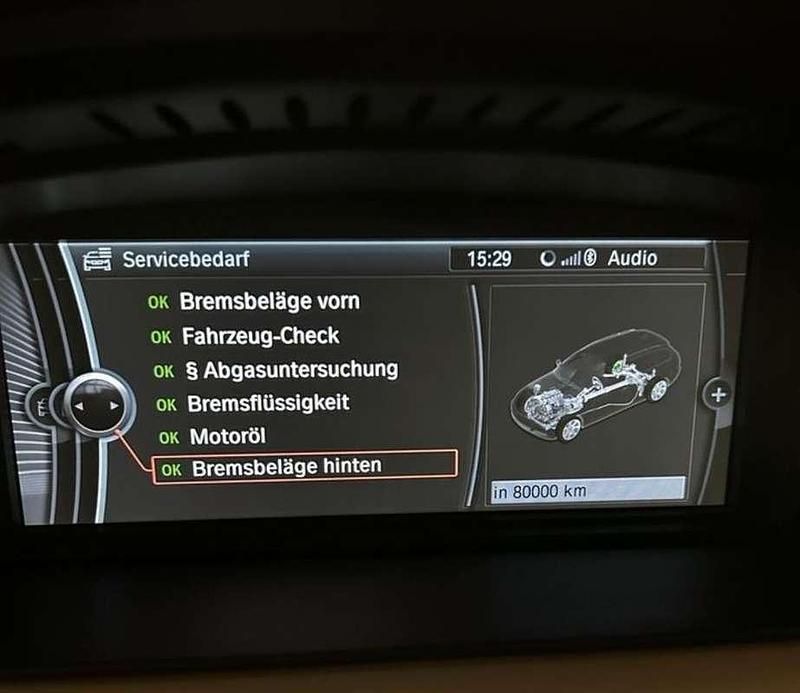 Servicebedarf 15:29 Audio
OK Bremsbeläge vorn
OK Fahrzeug-Check
OK § Abgasuntersuchung
OK Bremsflüssigkeit
OK Motoröl
OK Bremsbeläge hinten
in 80000 km